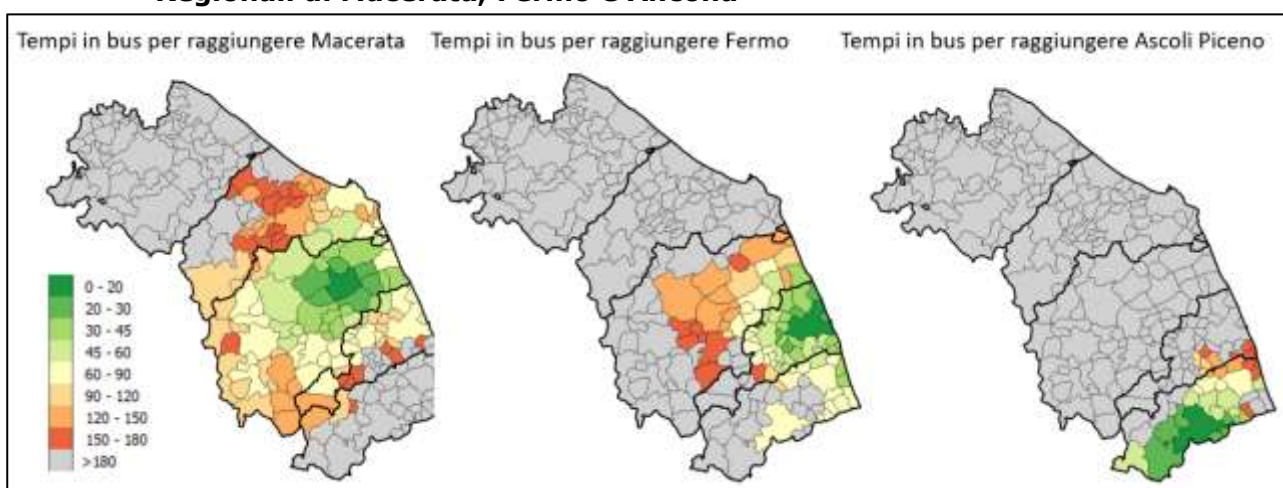 Regionali di Macerata, Fermo e Ancona
Tempi in bus per raggiungere Macerata
Tempi in bus per raggiungere Fermo
Tempi in bus per raggiungere Ascoli Piceno
0 - 20
20 - 30
30 - 45
45 - 60
60 - 90
90 - 120
120 - 150
150 - 180
>180